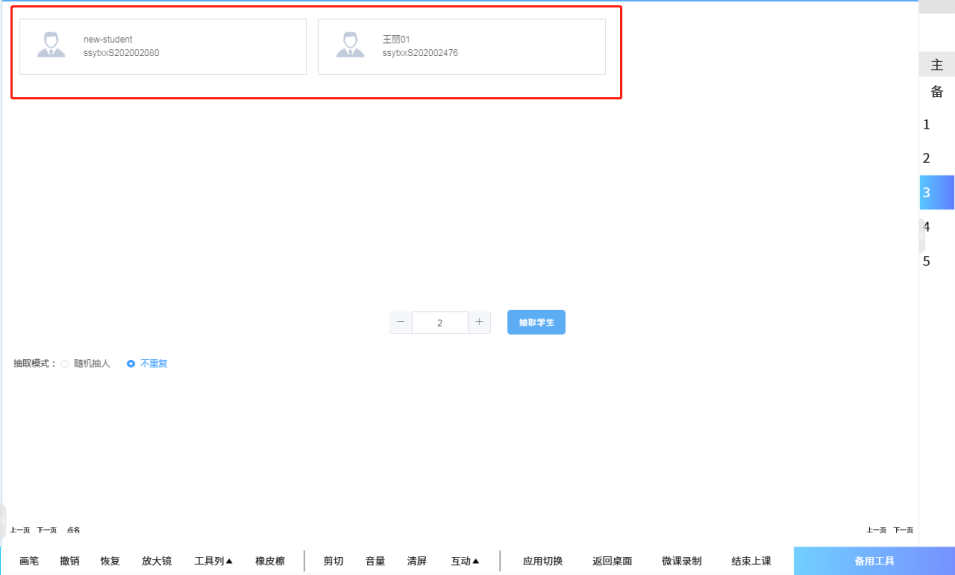 new-student
ssytxxS202002080
王丽01
ssytxxS202002476
主
备
1
2
3
4
5
− 2 +
抽取学生
抽取模式： 随机抽人 不重复
上一页 下一页 点名
上一页 下一页
画笔 撤销 恢复 放大镜 工具列▲ 橡皮檫 剪切 音量 清屏 互动▲ 应用切换 返回桌面 微课录制 结束上课 备用工具